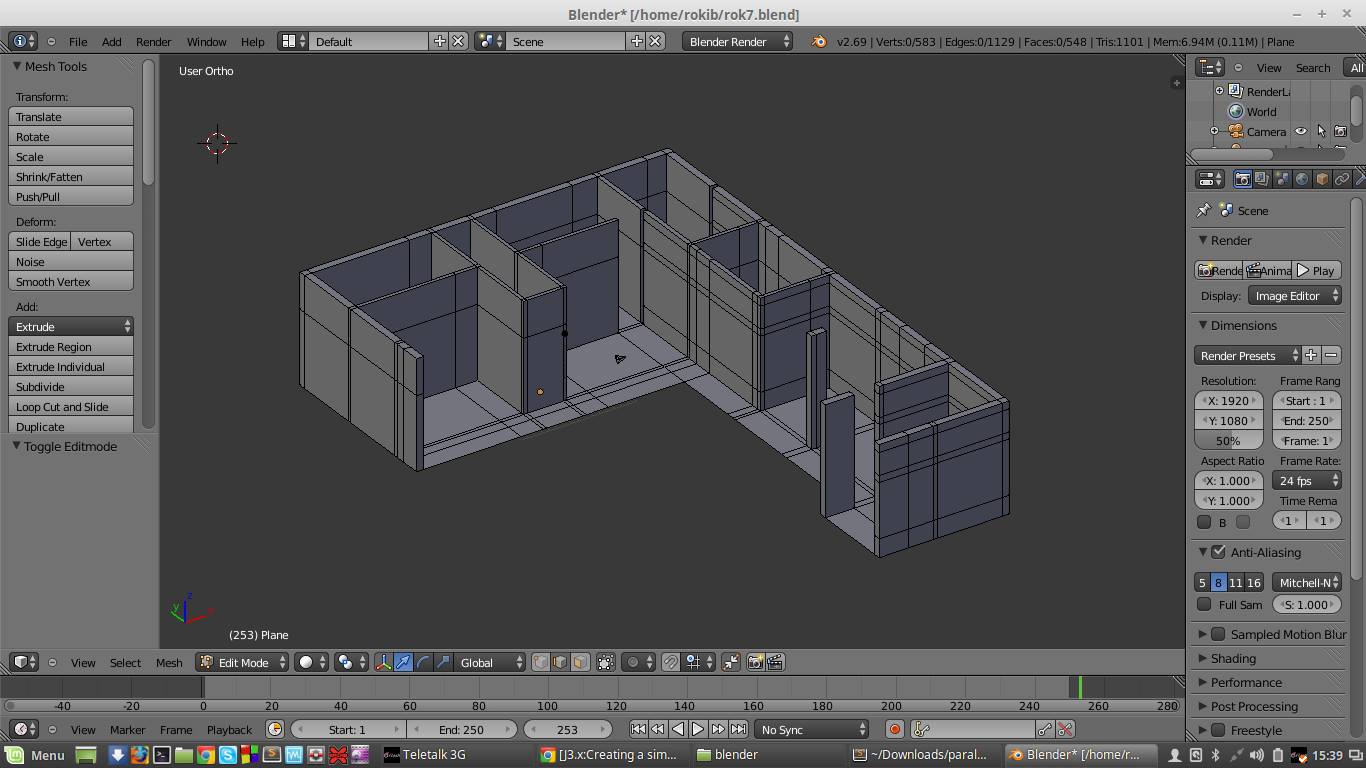 Blender* [/home/rokib/rok7.blend]
File Add Render Window Help Default Scene Blender Render v2.69 | Verts:0/583 | Edges:0/1129 | Faces:0/548 | Tris:1101 | Mem:6.94M (0.11M) | Plane
Mesh Tools
Transform:
Translate
Rotate
Scale
Shrink/Fatten
Push/Pull
Deform:
Slide Edge Vertex
Noise
Smooth Vertex
Add:
Extrude
Extrude Region
Extrude Individual
Subdivide
Loop Cut and Slide
Duplicate
Toggle Editmode
User Ortho
z
y
(253) Plane
View Search All
RenderLa
World
Camera
Scene
Render
Rende Anima Play
Display: Image Editor
Dimensions
Render Presets
Resolution: Frame Rang
X: 1920 Start : 1
Y: 1080 End: 250
50% Frame: 1
Aspect Ratio Frame Rate:
X: 1.000 24 fps
Y: 1.000 Time Rema
B 1 1
Anti-Aliasing
5 8 11 16 Mitchell-N
Full Sam S: 1.000
Sampled Motion Blur
Shading
Performance
Post Processing
Freestyle
View Select Mesh Edit Mode Global
-40 -20 0 20 40 60 80 100 120 140 160 180 200 220 240 260 280
View Marker Frame Playback Start: 1 End: 250 253 No Sync
Menu Teletalk 3G [J3.x:Creating a sim... blender ~/Downloads/paral... Blender* [/home/r... 15:39